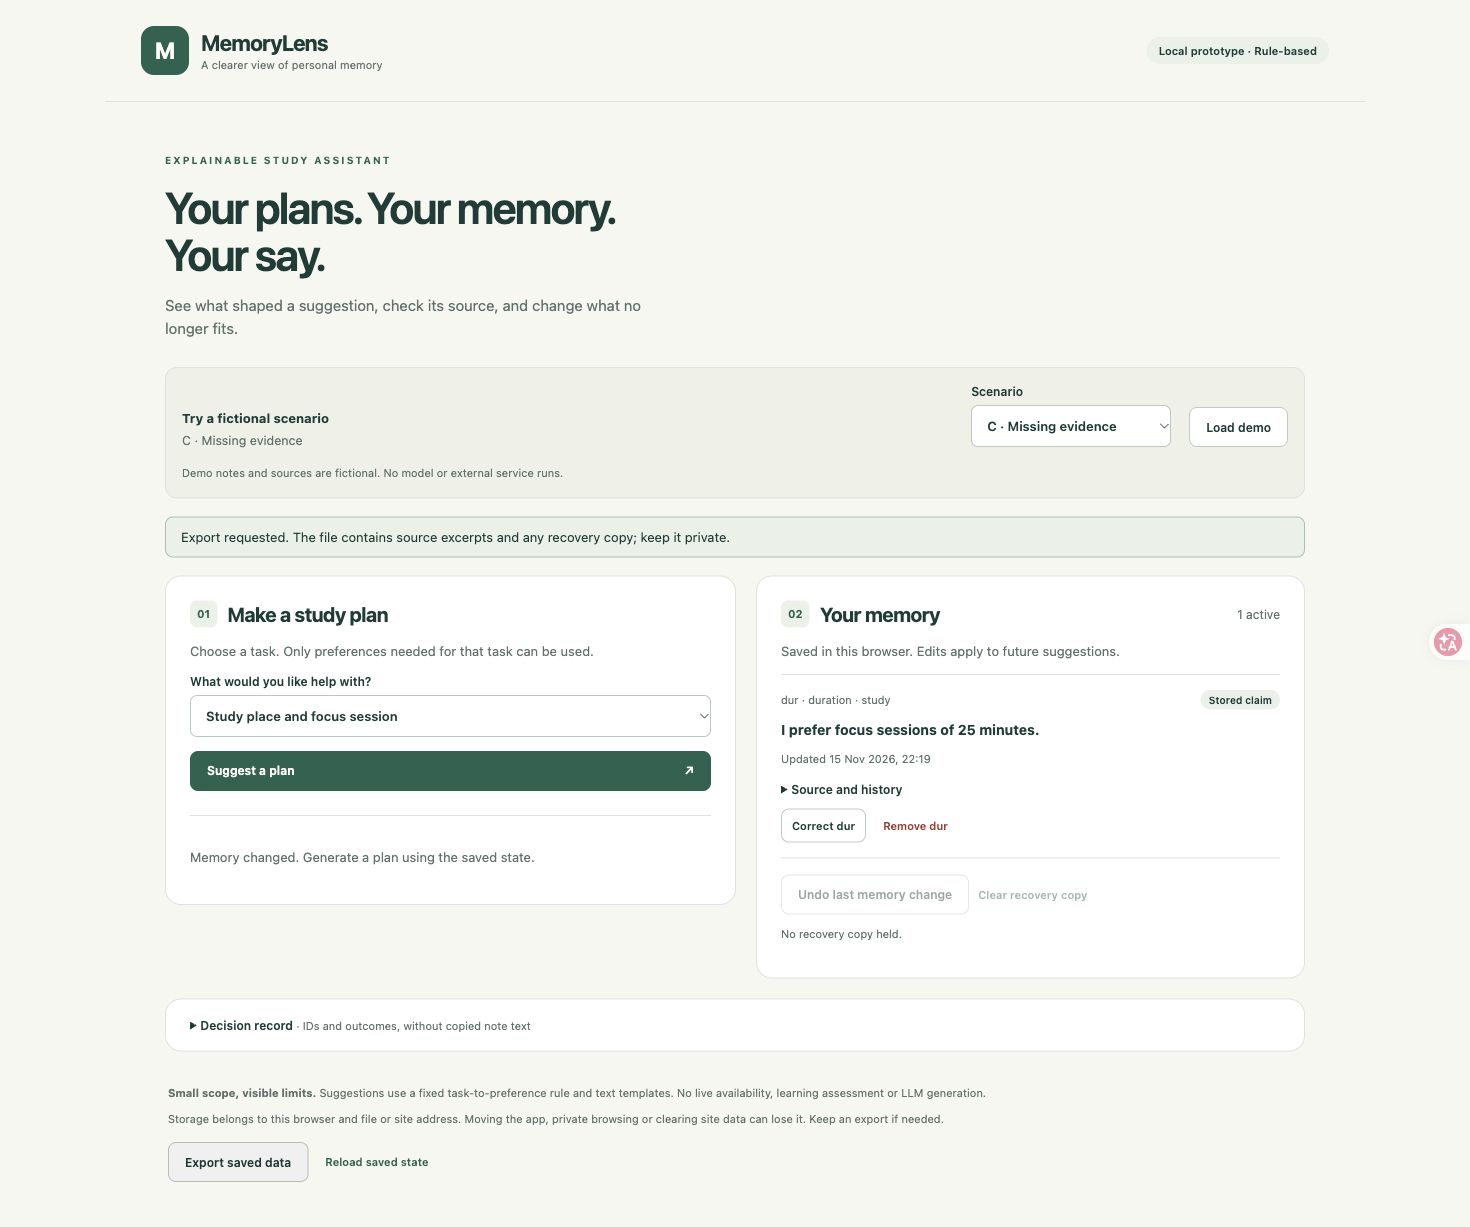 M
MemoryLens
A clearer view of personal memory
Local prototype · Rule-based
EXPLAINABLE STUDY ASSISTANT
Your plans. Your memory.
Your say.
See what shaped a suggestion, check its source, and change what no
longer fits.
Try a fictional scenario
C · Missing evidence
Demo notes and sources are fictional. No model or external service runs.
Scenario
C · Missing evidence
Load demo
Export requested. The file contains source excerpts and any recovery copy; keep it private.
01 Make a study plan
Choose a task. Only preferences needed for that task can be used.
What would you like help with?
Study place and focus session
Suggest a plan
Memory changed. Generate a plan using the saved state.
02 Your memory
1 active
Saved in this browser. Edits apply to future suggestions.
dur · duration · study
Stored claim
I prefer focus sessions of 25 minutes.
Updated 15 Nov 2026, 22:19
Source and history
Correct dur
Remove dur
Undo last memory change
Clear recovery copy
No recovery copy held.
Decision record · IDs and outcomes, without copied note text
Small scope, visible limits. Suggestions use a fixed task-to-preference rule and text templates. No live availability, learning assessment or LLM generation.
Storage belongs to this browser and file or site address. Moving the app, private browsing or clearing site data can lose it. Keep an export if needed.
Export saved data
Reload saved state
A